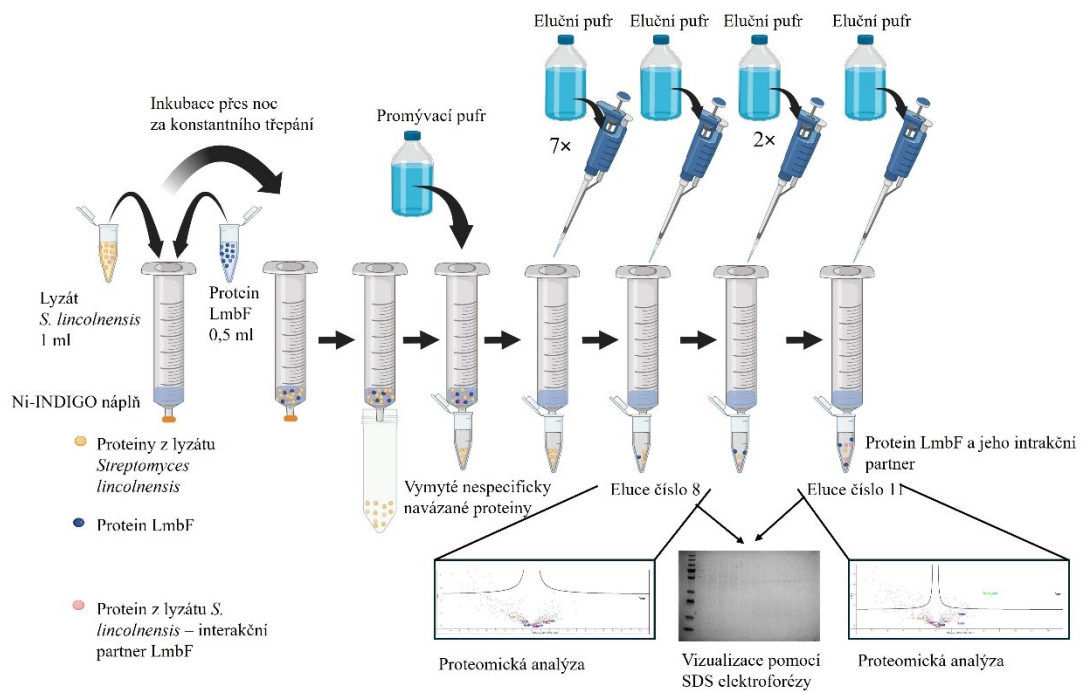 Eluční pufr
Eluční pufr
Eluční pufr
Eluční pufr
Inkubace přes noc
za konstantního třepání
Promývací pufr
7×
2×
Lyzát
S. lincolnensis
1 ml
Protein
LmbF
0,5 ml
Ni-INDIGO náplň
Proteiny z lyzátu
Streptomyces
lincolnensis
Protein LmbF
Protein z lyzátu S.
lincolnensis – interakční
partner LmbF
Vymyté nespecificky
navázané proteiny
Eluce číslo 8
Eluce číslo 11
Protein LmbF a jeho intrakční
partner
Proteomická analýza
Vizualizace pomocí
SDS elektroforézy
Proteomická analýza